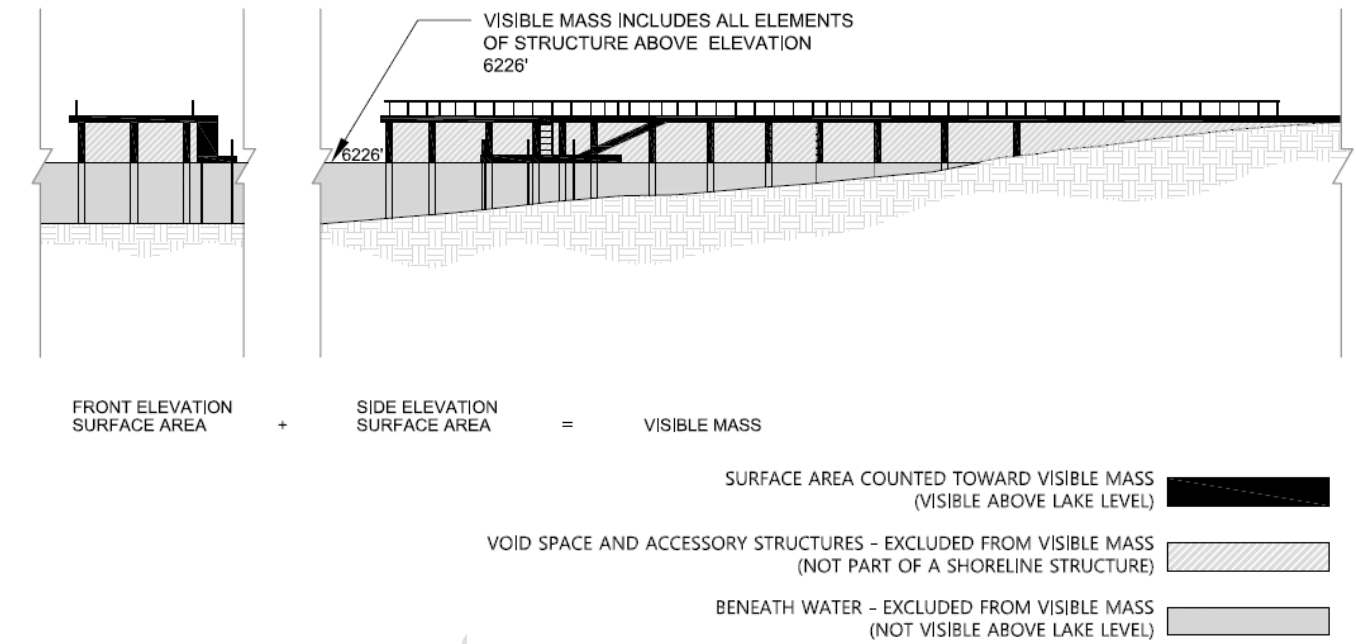 VISIBLE MASS INCLUDES ALL ELEMENTS
OF STRUCTURE ABOVE ELEVATION
6226'
6226'
FRONT ELEVATION
SURFACE AREA
+
SIDE ELEVATION
SURFACE AREA
=
VISIBLE MASS
SURFACE AREA COUNTED TOWARD VISIBLE MASS
(VISIBLE ABOVE LAKE LEVEL)
VOID SPACE AND ACCESSORY STRUCTURES - EXCLUDED FROM VISIBLE MASS
(NOT PART OF A SHORELINE STRUCTURE)
BENEATH WATER - EXCLUDED FROM VISIBLE MASS
(NOT VISIBLE ABOVE LAKE LEVEL)